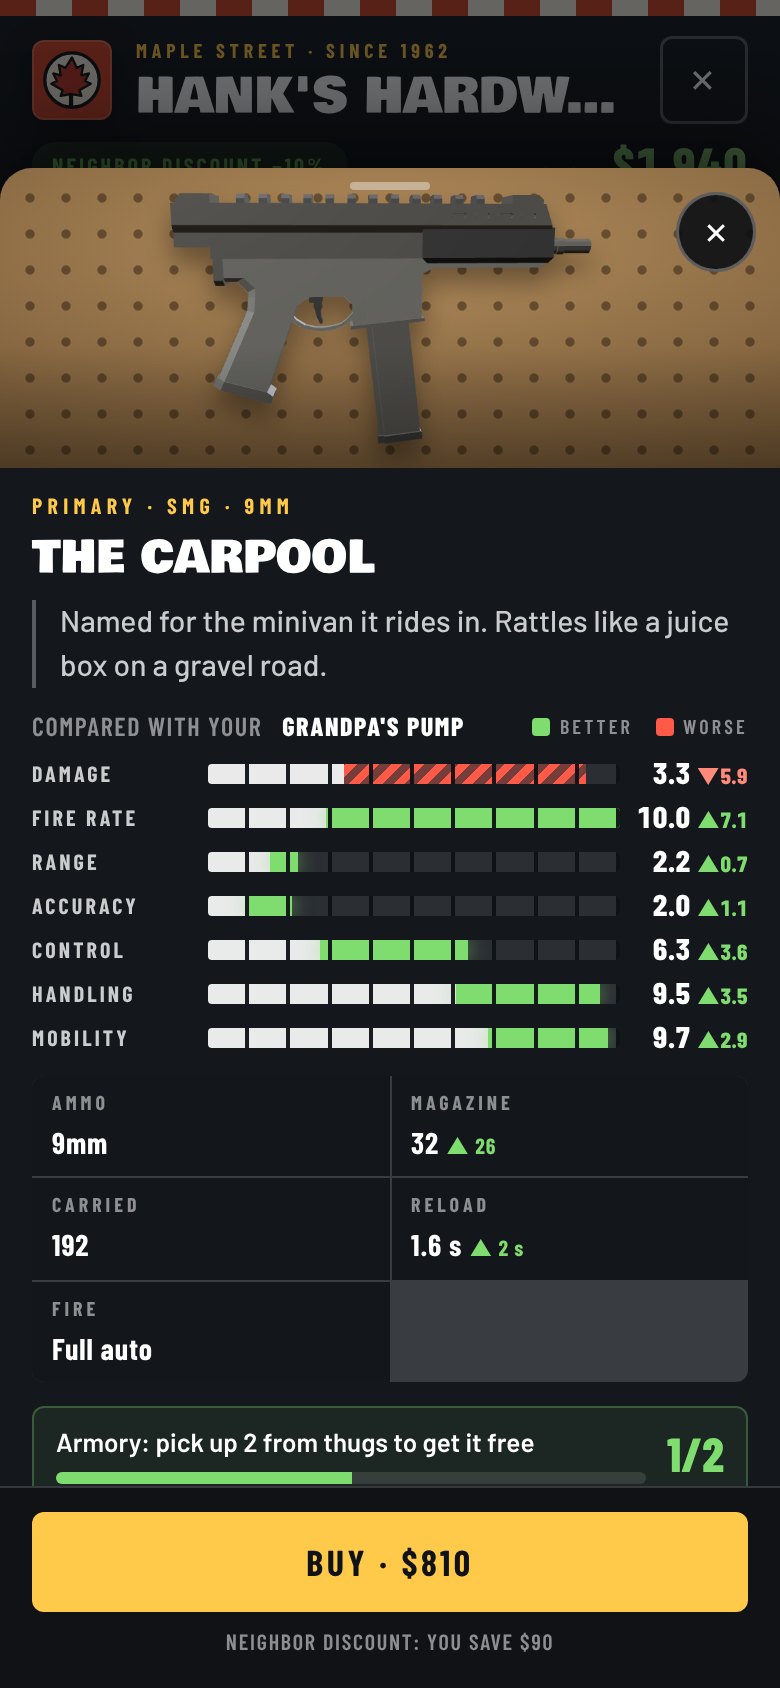 MAPLE STREET · SINCE 1962
HANK'S HARDW...
NEIGHBOR DISCOUNT −10%
$1,940
PRIMARY · SMG · 9MM
THE CARPOOL
Named for the minivan it rides in. Rattles like a juice
box on a gravel road.
COMPARED WITH YOUR GRANDPA'S PUMP
BETTER
WORSE
DAMAGE 3.3 ▼5.9
FIRE RATE 10.0 ▲7.1
RANGE 2.2 ▲0.7
ACCURACY 2.0 ▲1.1
CONTROL 6.3 ▲3.6
HANDLING 9.5 ▲3.5
MOBILITY 9.7 ▲2.9
AMMO
9mm
MAGAZINE
32 ▲ 26
CARRIED
192
RELOAD
1.6 s ▲ 2 s
FIRE
Full auto
Armory: pick up 2 from thugs to get it free
1/2
BUY · $810
NEIGHBOR DISCOUNT: YOU SAVE $90